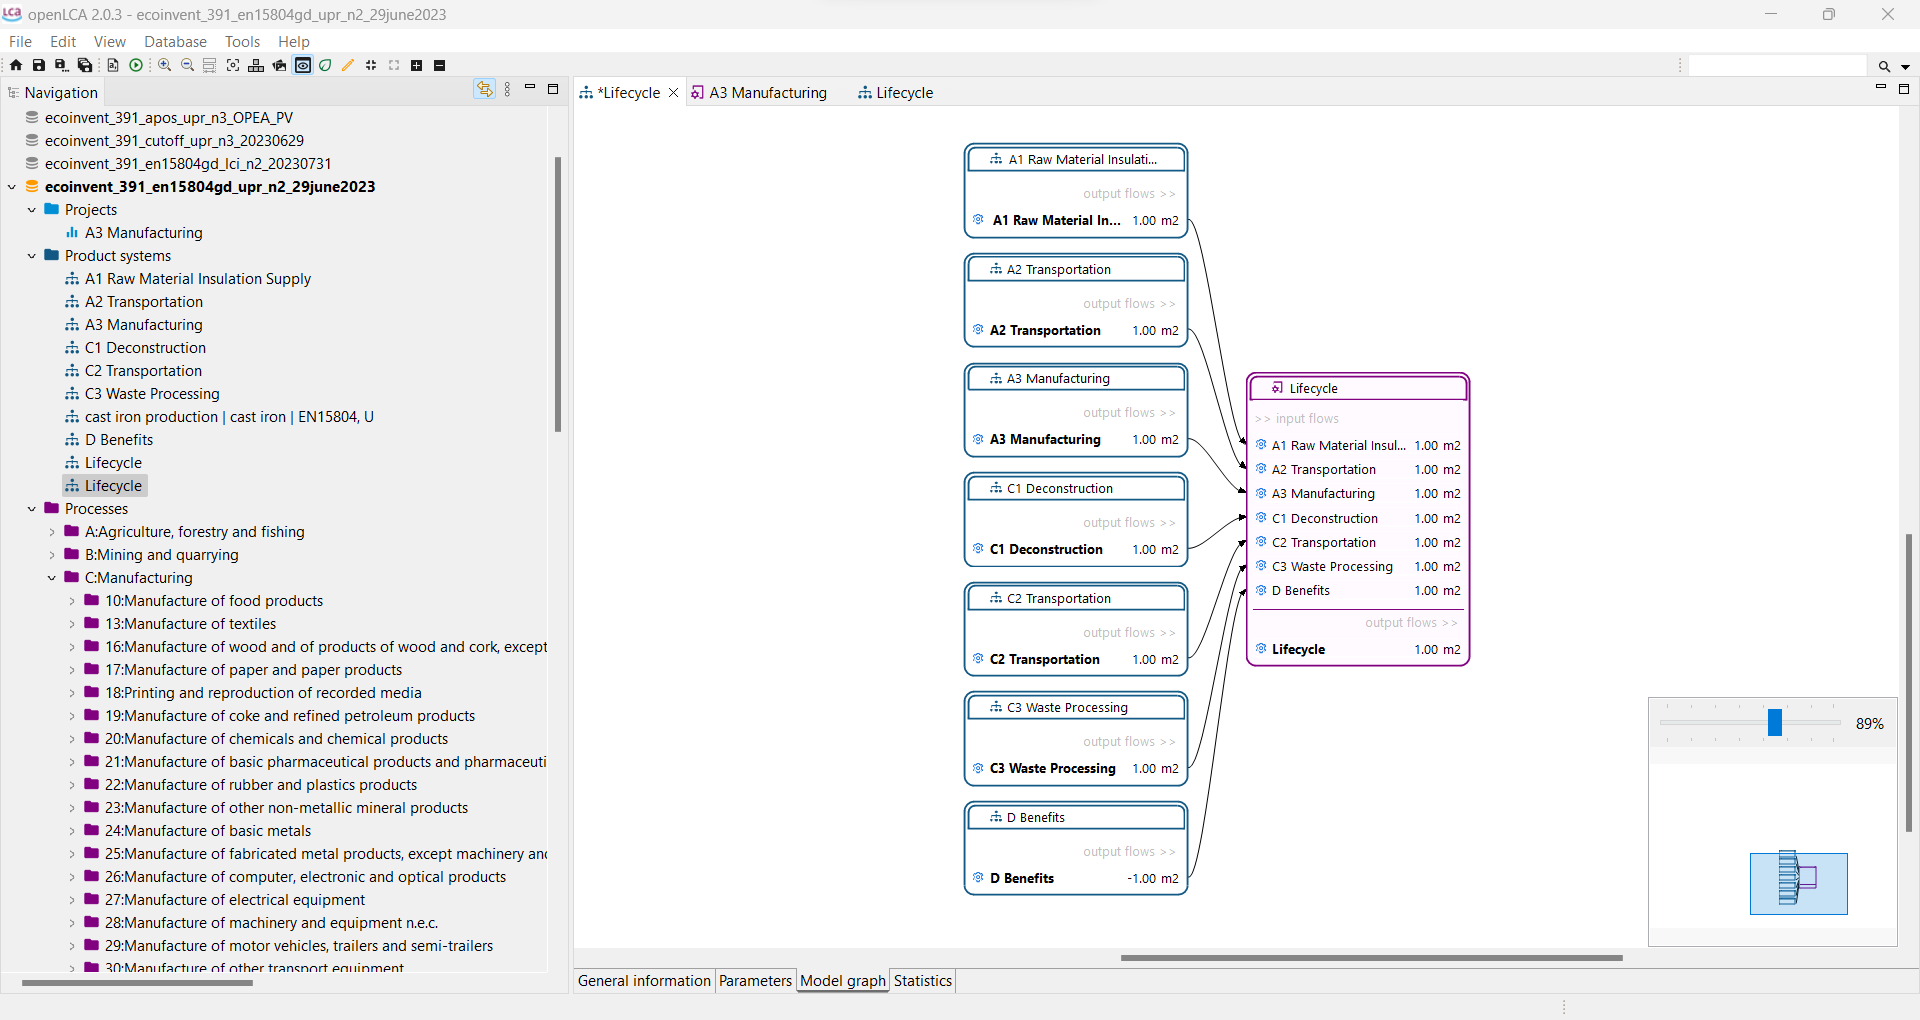 openLCA 2.0.3 - ecoinvent_391_en15804gd_upr_n2_29june2023
File Edit View Database Tools Help
Navigation
ecoinvent_391_apos_upr_n3_OPEA_PV
ecoinvent_391_cutoff_upr_n3_20230629
ecoinvent_391_en15804gd_lci_n2_20230731
ecoinvent_391_en15804gd_upr_n2_29june2023
Projects
A3 Manufacturing
Product systems
A1 Raw Material Insulation Supply
A2 Transportation
A3 Manufacturing
C1 Deconstruction
C2 Transportation
C3 Waste Processing
cast iron production | cast iron | EN15804, U
D Benefits
Lifecycle
Lifecycle
Processes
A:Agriculture, forestry and fishing
B:Mining and quarrying
C:Manufacturing
10:Manufacture of food products
13:Manufacture of textiles
16:Manufacture of wood and of products of wood and cork, except
17:Manufacture of paper and paper products
18:Printing and reproduction of recorded media
19:Manufacture of coke and refined petroleum products
20:Manufacture of chemicals and chemical products
21:Manufacture of basic pharmaceutical products and pharmaceuti
22:Manufacture of rubber and plastics products
23:Manufacture of other non-metallic mineral products
24:Manufacture of basic metals
25:Manufacture of fabricated metal products, except machinery and
26:Manufacture of computer, electronic and optical products
27:Manufacture of electrical equipment
28:Manufacture of machinery and equipment n.e.c.
29:Manufacture of motor vehicles, trailers and semi-trailers
30:Manufacture of other transport equipment
*Lifecycle A3 Manufacturing Lifecycle
A1 Raw Material Insulati...
output flows >>
A1 Raw Material In... 1.00 m2
A2 Transportation
output flows >>
A2 Transportation 1.00 m2
A3 Manufacturing
output flows >>
A3 Manufacturing 1.00 m2
C1 Deconstruction
output flows >>
C1 Deconstruction 1.00 m2
C2 Transportation
output flows >>
C2 Transportation 1.00 m2
C3 Waste Processing
output flows >>
C3 Waste Processing 1.00 m2
D Benefits
output flows >>
D Benefits -1.00 m2
Lifecycle
>> input flows
A1 Raw Material Insul... 1.00 m2
A2 Transportation 1.00 m2
A3 Manufacturing 1.00 m2
C1 Deconstruction 1.00 m2
C2 Transportation 1.00 m2
C3 Waste Processing 1.00 m2
D Benefits 1.00 m2
output flows >>
Lifecycle 1.00 m2
89%
General information Parameters Model graph Statistics